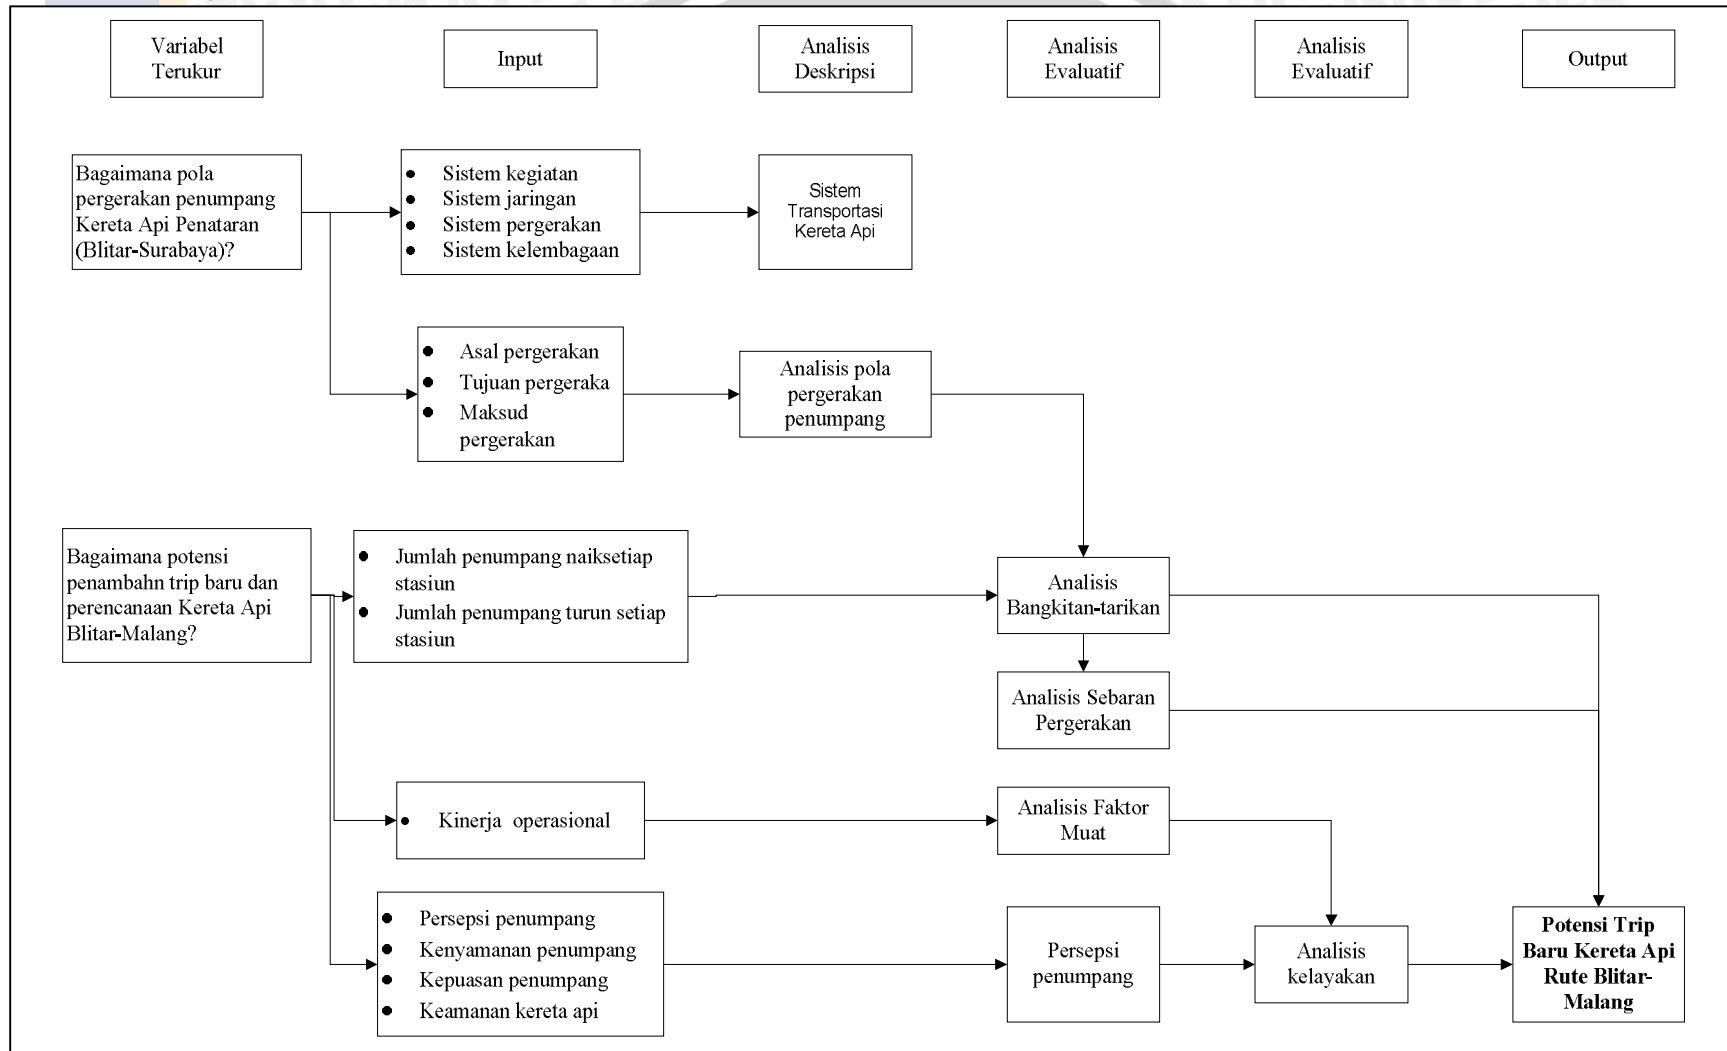 Variabel
Terukur
Input
Analisis
Deskripsi
Analisis
Evaluatif
Analisis
Evaluatif
Output
Bagaimana pola
pergerakan penumpang
Kereta Api Penataran
(Blitar-Surabaya)?
• Sistem kegiatan
• Sistem jaringan
• Sistem pergerakan
• Sistem kelembagaan
Sistem
Transportasi
Kereta Api
• Asal pergerakan
• Tujuan pergeraka
• Maksud
pergerakan
Analisis pola
pergerakan
penumpang
Bagaimana potensi
penambahn trip baru dan
perencanaan Kereta Api
Blitar-Malang?
• Jumlah penumpang naiksetiap
stasiun
• Jumlah penumpang turun setiap
stasiun
Analisis
Bangkitan-tarikan
Analisis Sebaran
Pergerakan
• Kinerja operasional
Analisis Faktor
Muat
• Persepsi penumpang
• Kenyamanan penumpang
• Kepuasan penumpang
• Keamanan kereta api
Persepsi
penumpang
Analisis
kelayakan
Potensi Trip
Baru Kereta Api
Rute Blitar-
Malang